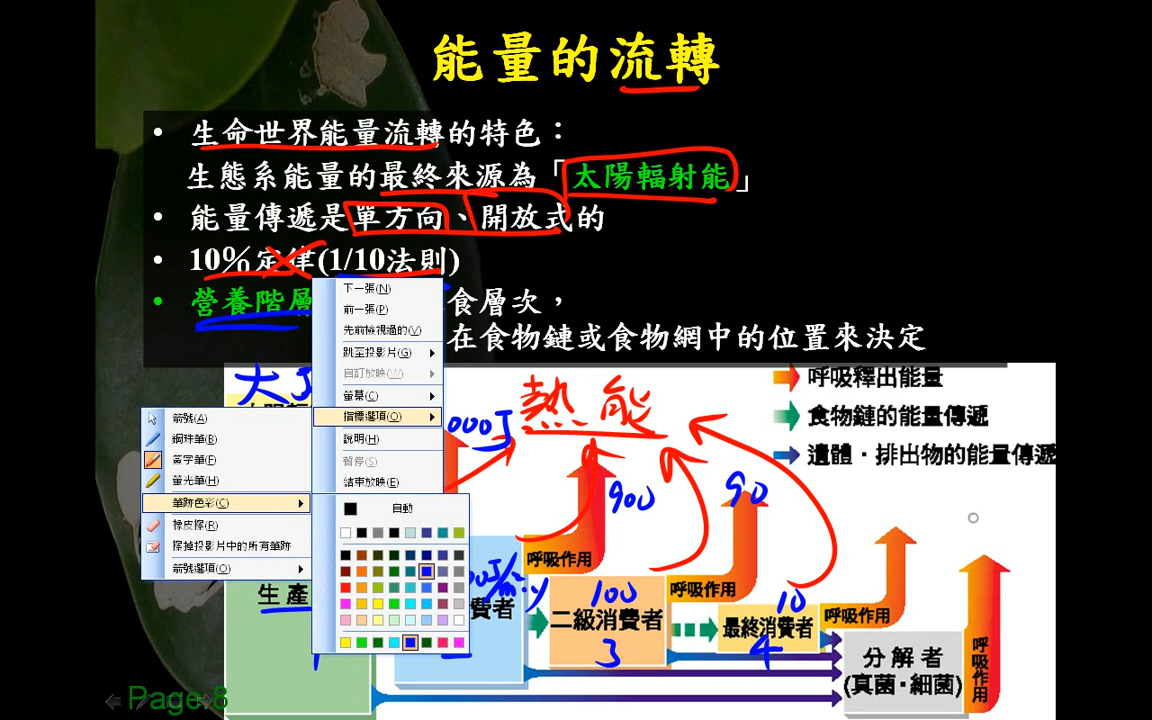 能量的流轉
• 生命世界能量流轉的特色：
生態系能量的最終來源為「太陽輻射能」
• 能量傳遞是單方向、開放式的
• 10%定律(1/10法則)
• 營養階層
食層次，
在食物鏈或食物網中的位置來決定
下一張(N)
前一張(P)
先前檢視過的(V)
跳至投影片(G)
自訂放映(W)
螢幕(C)
指標選項(O)
說明(H)
暫停(S)
結束放映(E)
箭號(A)
鋼珠筆(B)
簽字筆(F)
螢光筆(H)
筆跡色彩(C)
橡皮擦(R)
擦掉投影片中的所有筆跡
箭號選項(O)
自動
熱能
000J
900
90
呼吸釋出能量
食物鏈的能量傳遞
遺體·排出物的能量傳遞
呼吸作用
呼吸作用
呼吸作用
呼吸作用
生產
費者
100
二級消費者
3
10
最終消費者
4
分解者
(真菌·細菌)
Page 8